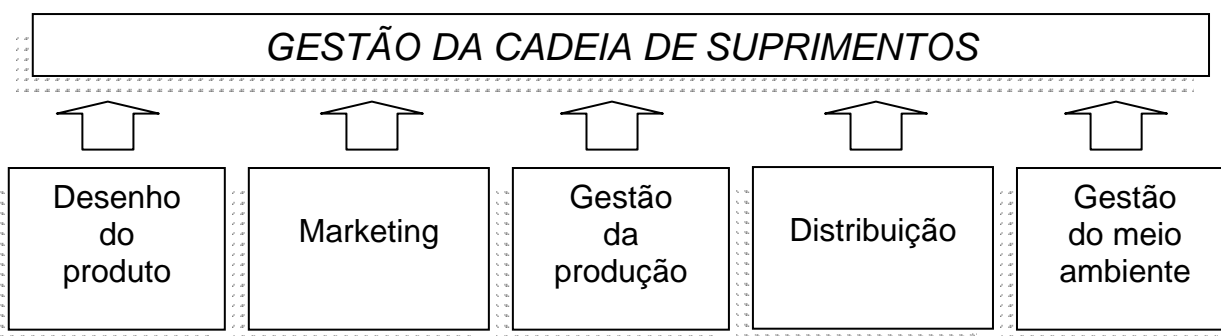 GESTÃO DA CADEIA DE SUPRIMENTOS
Desenho
do
produto
Marketing
Gestão
da
produção
Distribuição
Gestão
do meio
ambiente